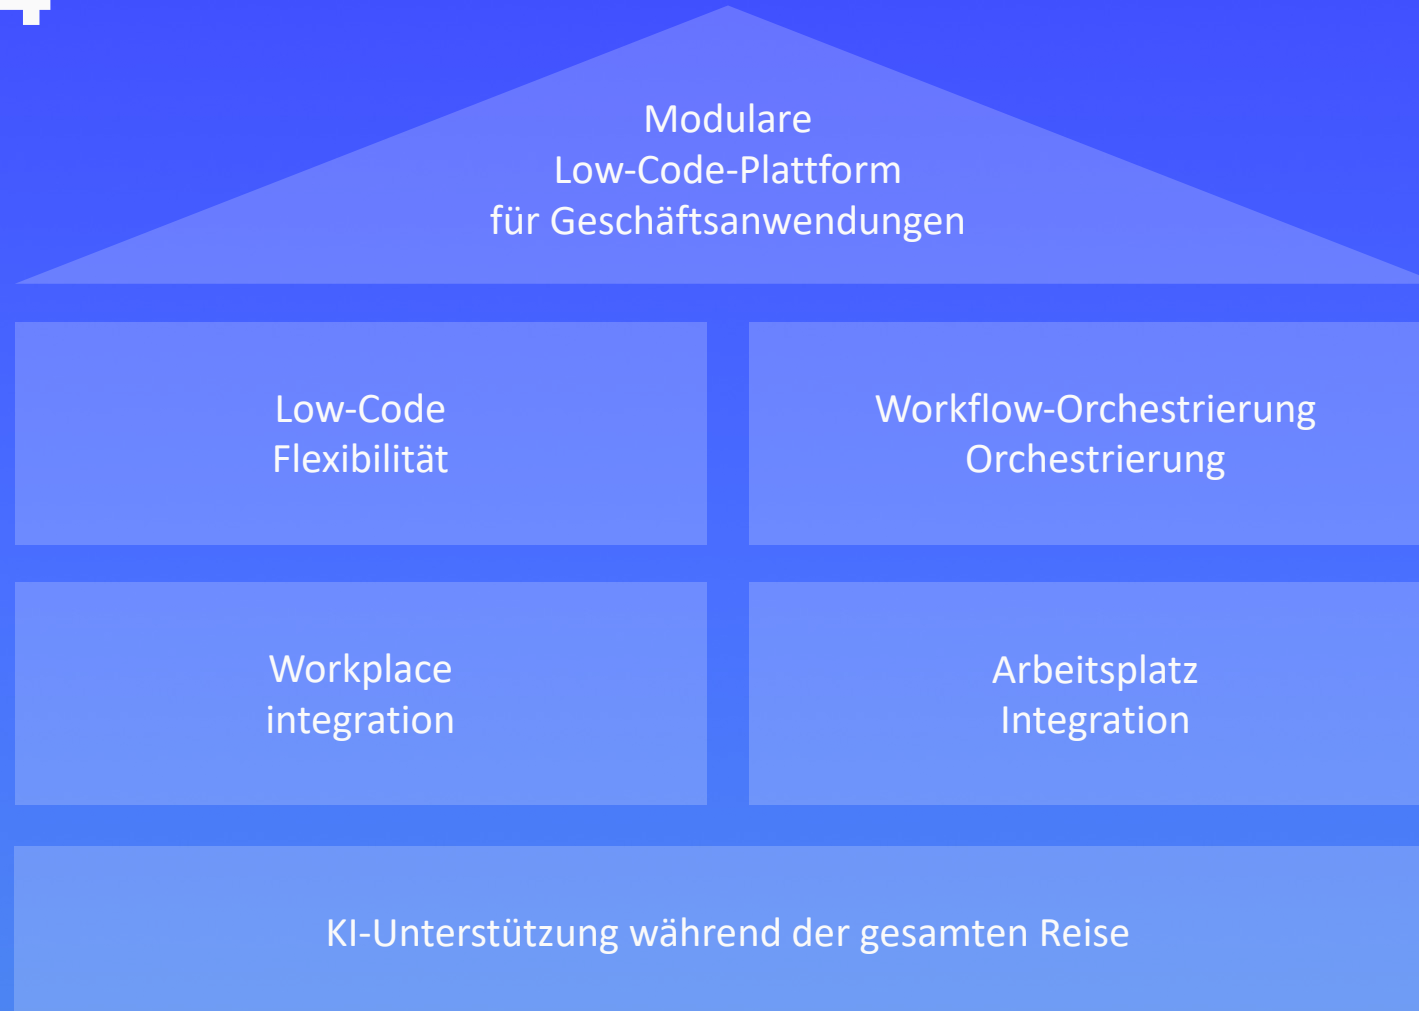 Modulare
Low-Code-Plattform
für Geschäftsanwendungen
Low-Code
Flexibilität
Workflow-Orchestrierung
Orchestrierung
Workplace
integration
Arbeitsplatz
Integration
KI-Unterstützung während der gesamten Reise